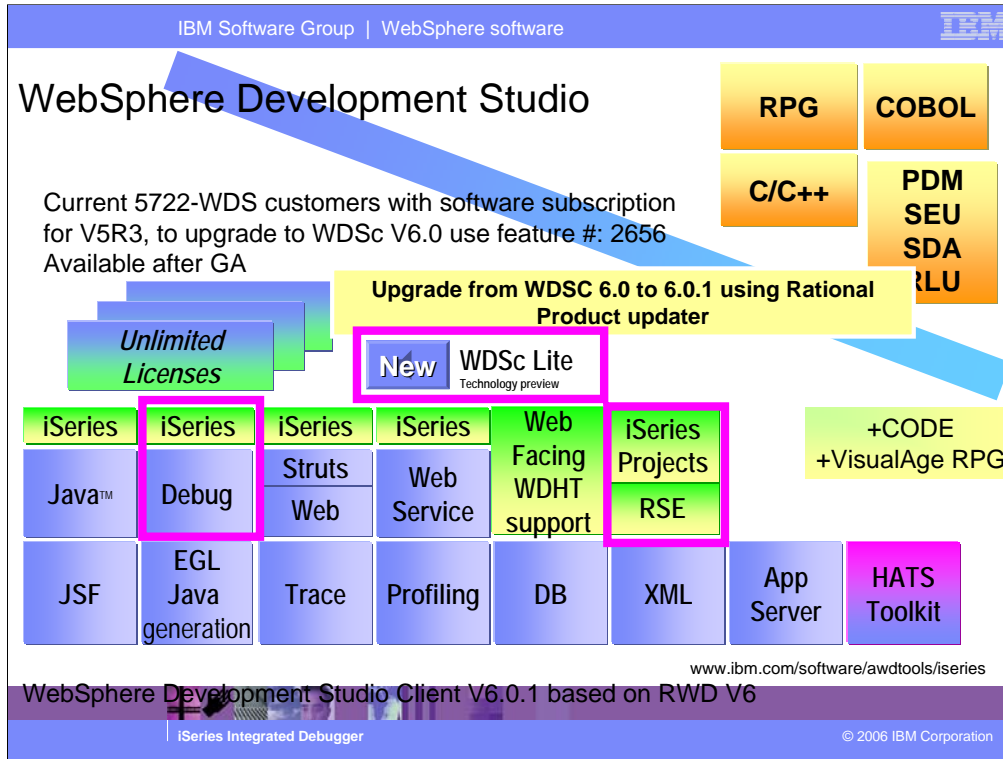 IBM Software Group | WebSphere software
IBM
WebSphere Development Studio
RPG
COBOL
C/C++
PDM
SEU
SDA
RLU
Current 5722-WDS customers with software subscription
for V5R3, to upgrade to WDSc V6.0 use feature #: 2656
Available after GA
Upgrade from WDSC 6.0 to 6.0.1 using Rational
Product updater
Unlimited
Licenses
New
WDSc Lite
Technology preview
iSeries
Java™
iSeries
Debug
iSeries
Struts
Web
iSeries
Web
Service
Web
Facing
WDHT
support
iSeries
Projects
RSE
+CODE
+VisualAge RPG
JSF
EGL
Java
generation
Trace
Profiling
DB
XML
App
Server
HATS
Toolkit
www.ibm.com/software/awdtools/iseries
WebSphere Development Studio Client V6.0.1 based on RWD V6
iSeries Integrated Debugger
© 2006 IBM Corporation